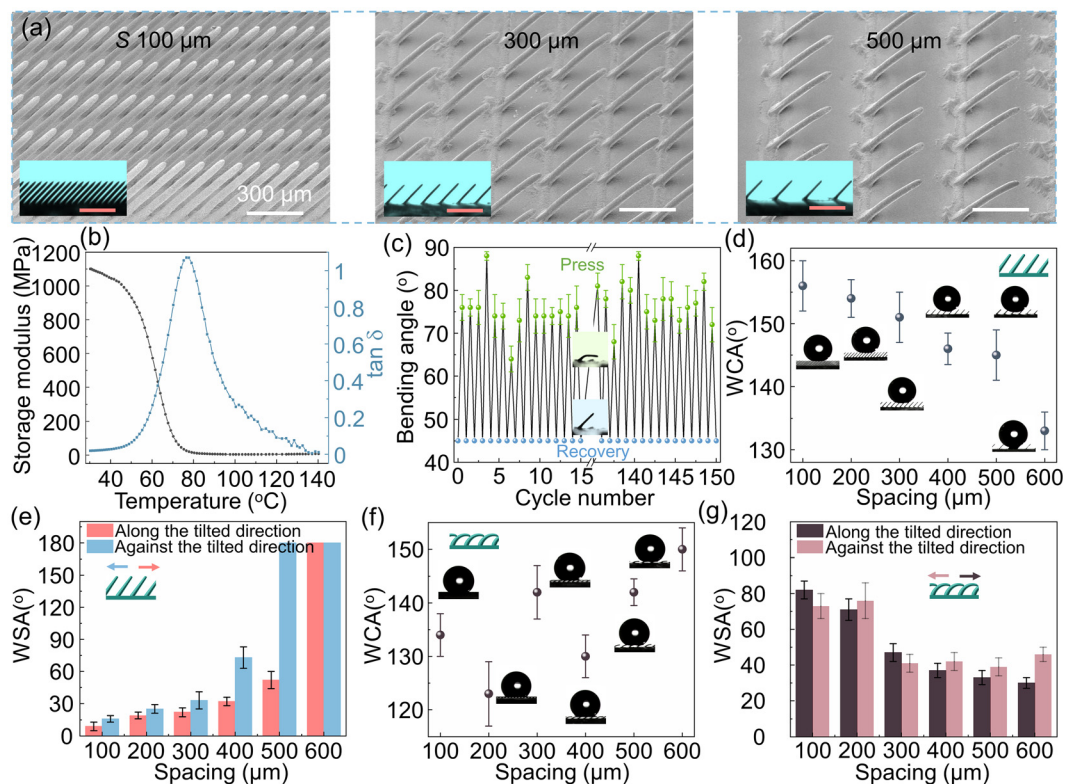 (a)
S 100 μm
300 μm
500 μm
300 μm
(b)
Storage modus (MPa)
1200
1000
800
600
400
200
0
1
0.8
0.6
0.4
0.2
0
tan δ
40 60 80 100 120 140
Temperature (°C)
(c)
Bending angle (°)
90
80
70
60
50
40
Press
Recovery
0 5 10 15 140 145 150
Cycle number
(d)
WCA(°)
160
150
140
130
100 200 300 400 500 600
Spacing (μm)
(e)
WSA(°)
180
150
120
90
60
30
0
Along the tilted direction
Against the tilted direction
100 200 300 400 500 600
Spacing (μm)
(f)
WCA(°)
150
140
130
120
100 200 300 400 500 600
Spacing (μm)
(g)
WSA(°)
120
100
80
60
40
20
0
Along the tilted direction
Against the tilted direction
100 200 300 400 500 600
Spacing (μm)